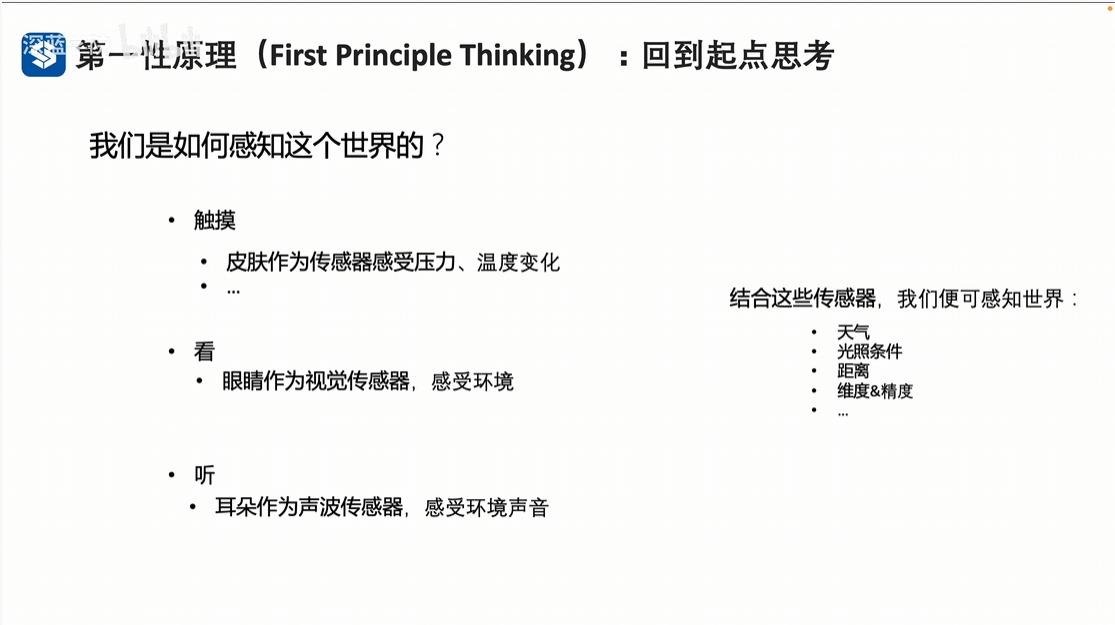 第一性原理（First Principle Thinking）：回到起点思考
我们是如何感知这个世界的？
• 触摸
• 皮肤作为传感器感受压力、温度变化
• ...
• 看
• 眼睛作为视觉传感器，感受环境
• 听
• 耳朵作为声波传感器，感受环境声音
结合这些传感器，我们便可感知世界：
• 天气
• 光照条件
• 距离
• 维度&精度
• ...